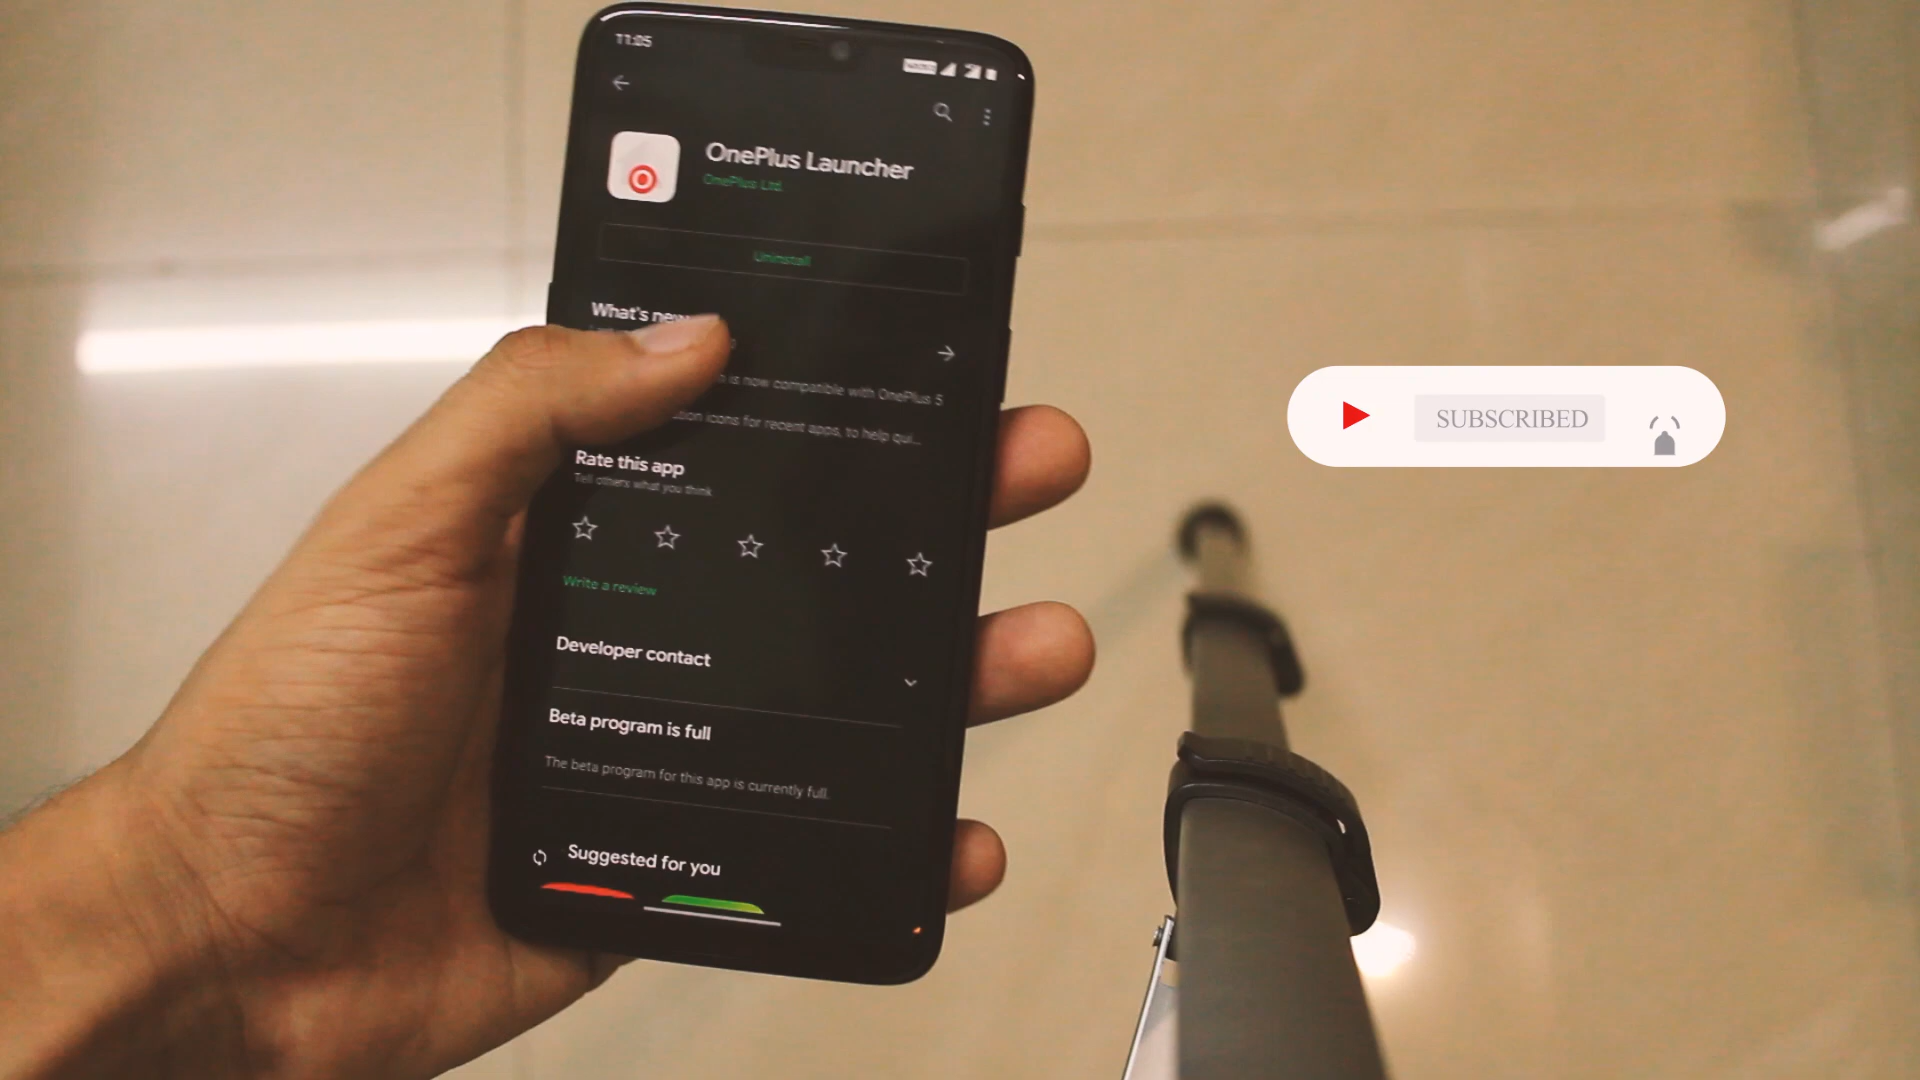 11:05
OnePlus Launcher
OnePlus Ltd.
Uninstall
What's new
is now compatible with OnePlus 5
icons for recent apps, to help qui...
Rate this app
Tell others what you think
Write a review
Developer contact
Beta program is full
The beta program for this app is currently full.
Suggested for you
SUBSCRIBED